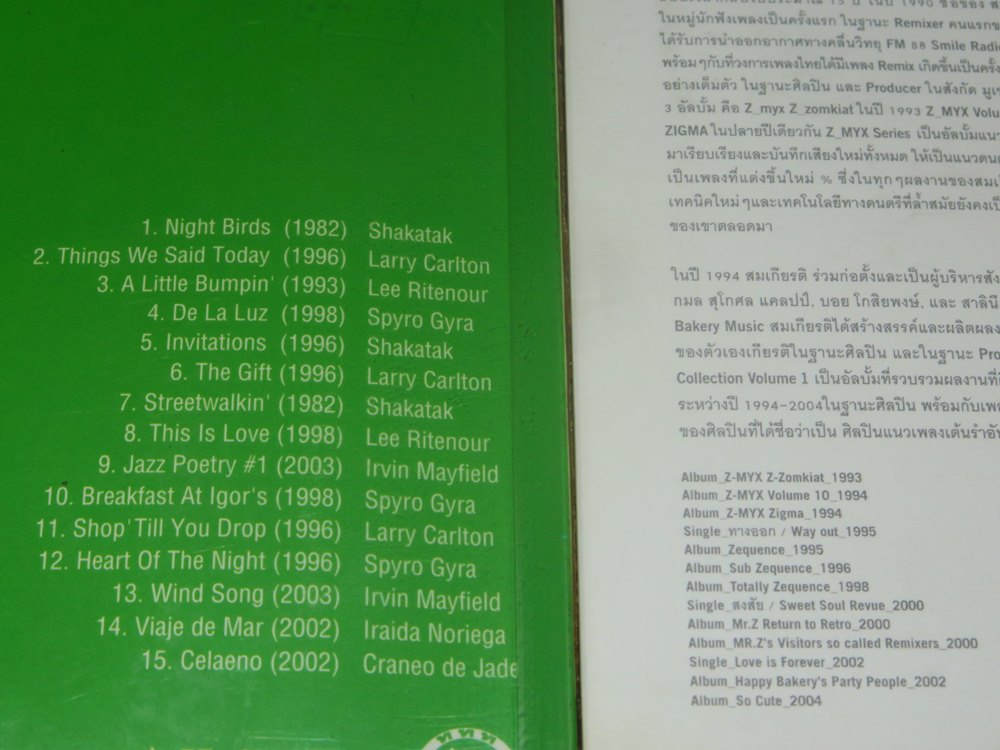 1. Night Birds (1982) Shakatak
2. Things We Said Today (1996) Larry Carlton
3. A Little Bumpin' (1993) Lee Ritenour
4. De La Luz (1998) Spyro Gyra
5. Invitations (1996) Shakatak
6. The Gift (1996) Larry Carlton
7. Streetwalkin' (1982) Shakatak
8. This Is Love (1998) Lee Ritenour
9. Jazz Poetry #1 (2003) Irvin Mayfield
10. Breakfast At Igor's (1998) Spyro Gyra
11. Shop 'Till You Drop (1996) Larry Carlton
12. Heart Of The Night (1996) Spyro Gyra
13. Wind Song (2003) Irvin Mayfield
14. Viaje de Mar (2002) Iraida Noriega
15. Celaeno (2002) Craneo de Jade
ในหมู่นักฟังเพลงเป็นครั้งแรก ในฐานะ Remixer คนแรกข
ได้รับการนำออกอากาศทางคลื่นวิทยุ FM 88 Smile Radi
พร้อมๆกับที่วงการเพลงไทยได้มีเพลง Remix เกิดขึ้นเป็นครั้ง
อย่างเต็มตัว ในฐานะศิลปิน และ Producer ในสังกัด มูเซ
3 อัลบั้ม คือ Z_myx Z_zomkiat ในปี 1993 Z_MYX Volu
ZIGMA ในปลายปีเดียวกัน Z_MYX Series เป็นอัลบั้มแนว
มาเรียบเรียงและบันทึกเสียงใหม่ทั้งหมด ให้เป็นแวดนต
เป็นเพลงที่แต่งขึ้นใหม่ % ซึ่งในทุกๆผลงานของสมเ
เทคนิคใหม่ๆและเทคโนโลยีทางดนตรีที่ล้ำสมัยยังคงเป็
ของเขาตลอดมา
ในปี 1994 สมเกียรติ ร่วมก่อตั้งและเป็นผู้บริหารสัง
กมล สุโกศล แคลปป์, บอย โกสิยพงษ์, และ สาลินี
Bakery Music สมเกียรติได้สร้างสรรค์และผลิตผลง
ของตัวเองเกียรติในฐานะศิลปิน และในฐานะ Pro
Collection Volume 1 เป็นอัลบั้มที่รวบรวมผลงานที่
ระหว่างปี 1994-2004ในฐานะศิลปิน พร้อมกับเพ
ของศิลปินที่ได้ชื่อว่าเป็น ศิลปินแนวเพลงเต้นรำอัน
Album_Z-MYX Z-Zomkiat_1993
Album_Z-MYX Volume 10_1994
Album_Z-MYX Zigma_1994
Single_ทางออก / Way out_1995
Album_Zequence_1995
Album_Sub Zequence_1996
Album_Totally Zequence_1998
Single_สงสัย / Sweet Soul Revue_2000
Album_Mr.Z Return to Retro_2000
Album_MR.Z's Visitors so called Remixers_2000
Single_Love is Forever_2002
Album_Happy Bakery's Party People_2002
Album_So Cute_2004